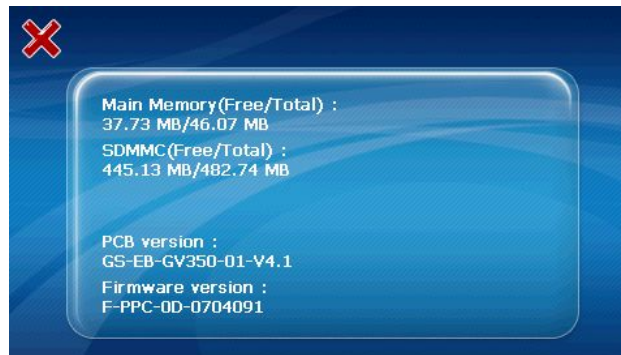 Main Memory(Free/Total) :
37.73 MB/46.07 MB
SDMMC(Free/Total) :
445.13 MB/482.74 MB
PCB version :
GS-EB-GV350-01-V4.1
Firmware version :
F-PPC-0D-0704091